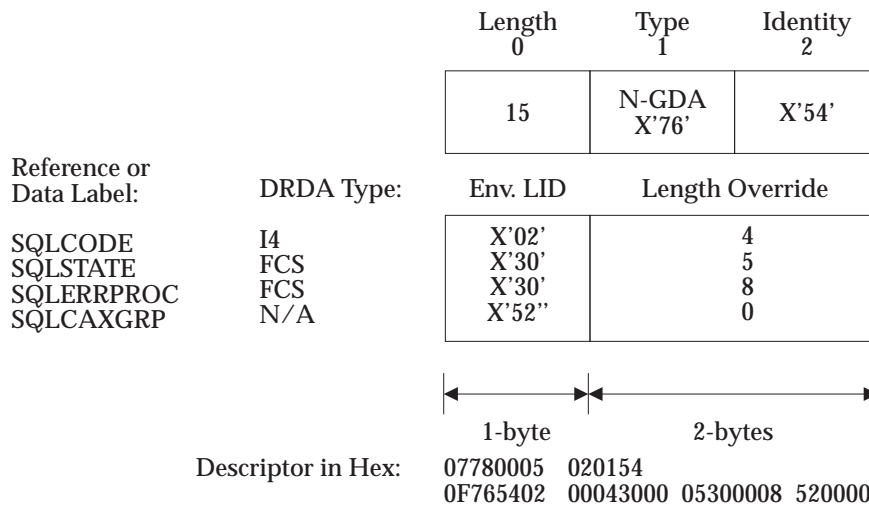 Length Type Identity
0 1 2
15 N-GDA X'54'
X'76'
Reference or
Data Label: DRDA Type: Env. LID Length Override
SQLCODE I4 X'02' 4
SQLSTATE FCS X'30' 5
SQLERRPROC FCS X'30' 8
SQLCAXGRP N/A X'52'' 0
1-byte 2-bytes
Descriptor in Hex: 07780005 020154
0F765402 00043000 05300008 520000